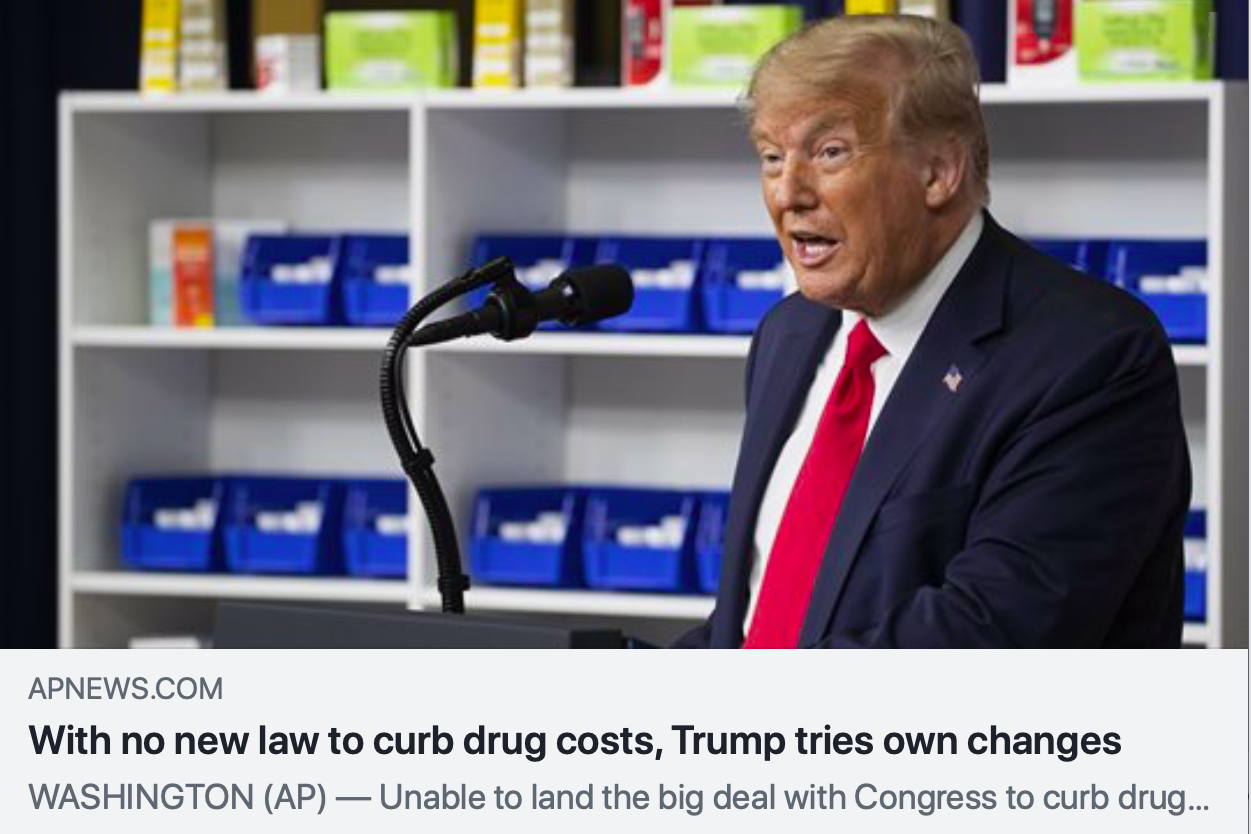 APNEWS.COM
With no new law to curb drug costs, Trump tries own changes
WASHINGTON (AP) — Unable to land the big deal with Congress to curb drug...